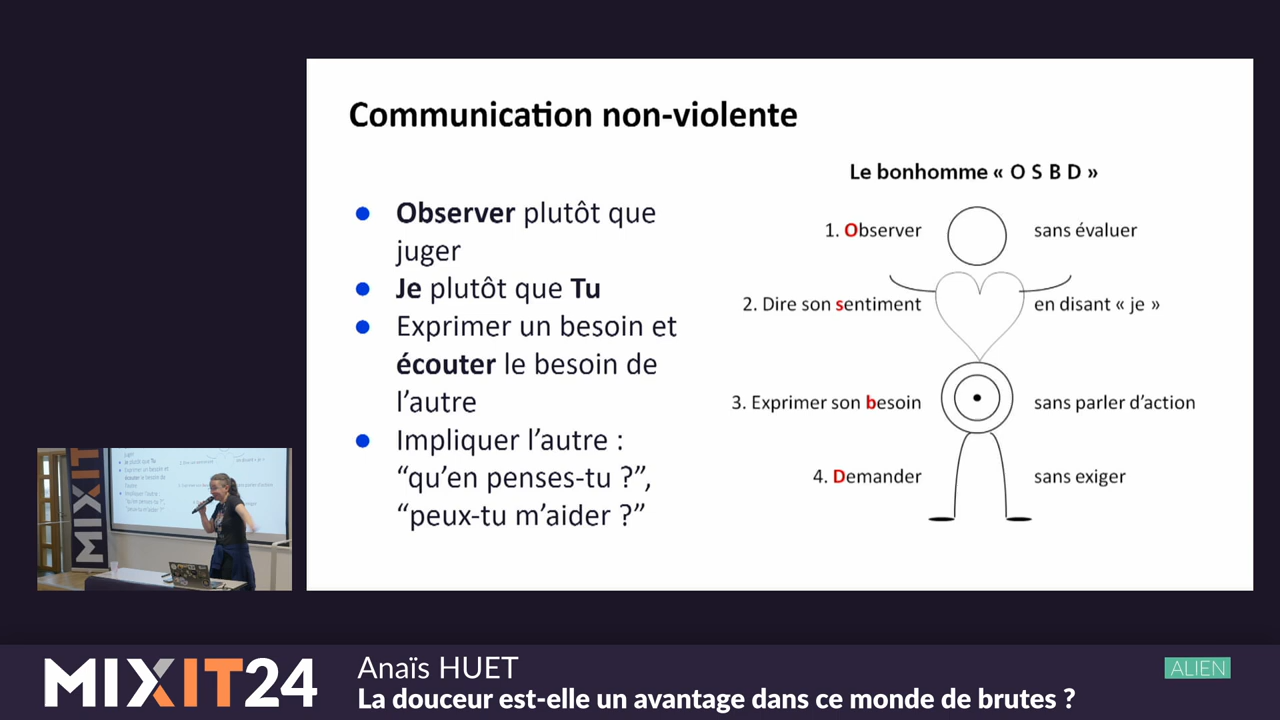 Communication non-violente
● Observer plutôt que
juger
● Je plutôt que Tu
● Exprimer un besoin et
écouter le besoin de
l’autre
● Impliquer l’autre :
“qu’en penses-tu ?”,
“peux-tu m’aider ?”
Le bonhomme « O S B D »
1. Observer sans évaluer
2. Dire son sentiment en disant « je »
3. Exprimer son besoin sans parler d’action
4. Demander sans exiger
MIXIT
MIXIT24
Anaïs HUET
La douceur est-elle un avantage dans ce monde de brutes ?
ALIEN